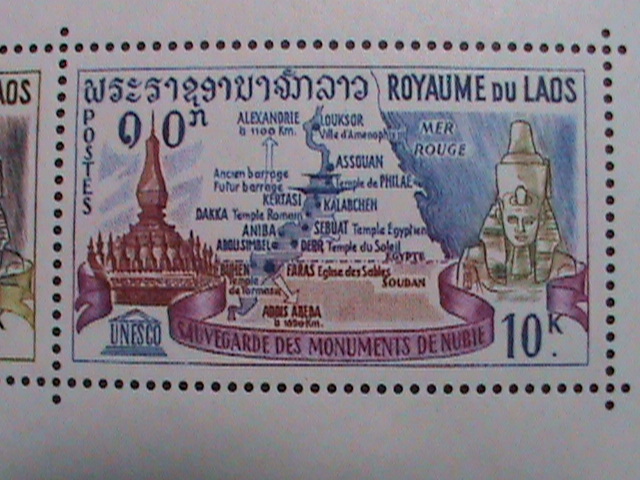 ພຣະຣາຊອານາຈັກລາວ ROYAUME DU LAOS
AOS
POSTES
໑໐ກ
ALEXANDRIE
à 1100 Km.
LOUKSOR
Ville d'Amenophis
MER
ROUGE
ASSOUAN
Ancien barrage
Futur barrage
Temple de PHILAE
KERTASI
KALABCHEH
DAKKA Temple Romain
ANIBA
SEBUAT Temple Egyptien
ABOUSIMBEL
DERR Temple du Soleil
EGYPTE
BUHEN
Temple
FARAS Eglise des Sables
SOUDAN
ADDIS ABEBA
UNESCO
SAUVEGARDE DES MONUMENTS DE NUBIE
10K.
K